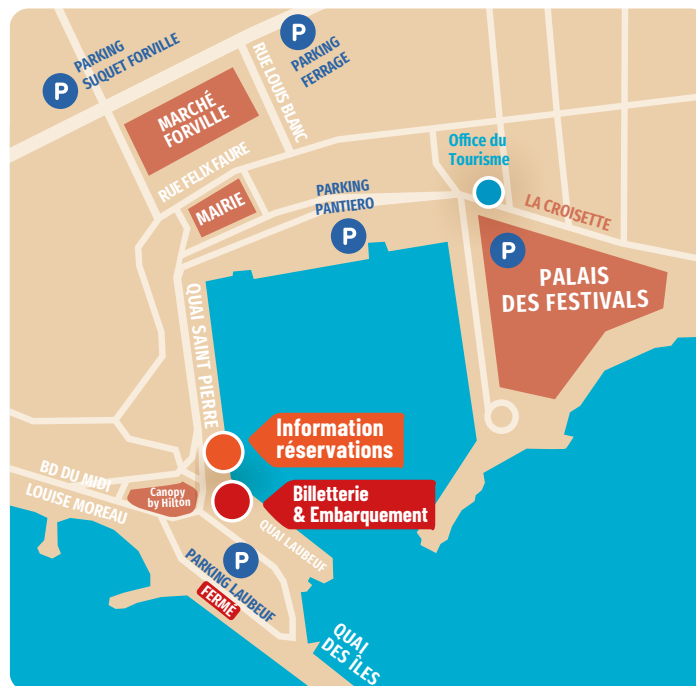 P
PARKING
SUQUET FORVILLE
P
PARKING
FERRAGE
RUE LOUIS BLANC
MARCHÉ
FORVILLE
RUE FELIX FAURE
MAIRIE
PARKING
PANTIERO
P
Office du
Tourisme
LA CROISETTE
P
PALAIS
DES FESTIVALS
QUAI SAINT PIERRE
Information
réservations
Billetterie
& Embarquement
BD DU MIDI
LOUISE MOREAU
Canopy
by Hilton
QUAI LAUBEUF
P
PARKING LAUBEUF
FERMÉ
QUAI
DES ÎLES